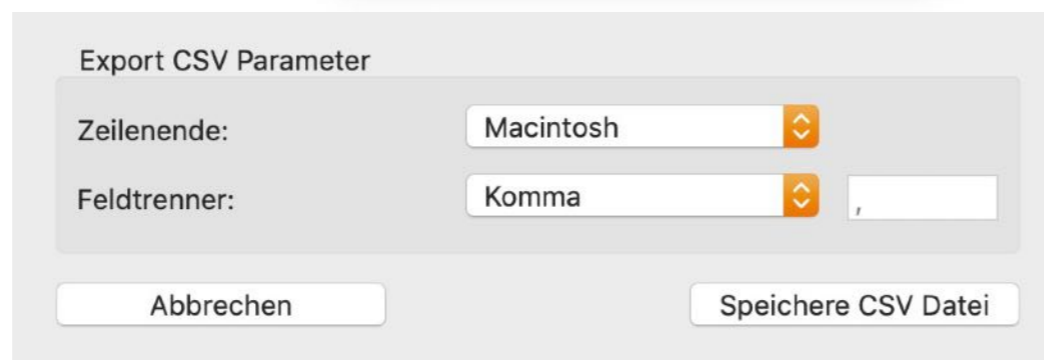 Export CSV Parameter
Zeilenende: Macintosh
Feldtrenner: Komma ,
Abbrechen Speichere CSV Datei